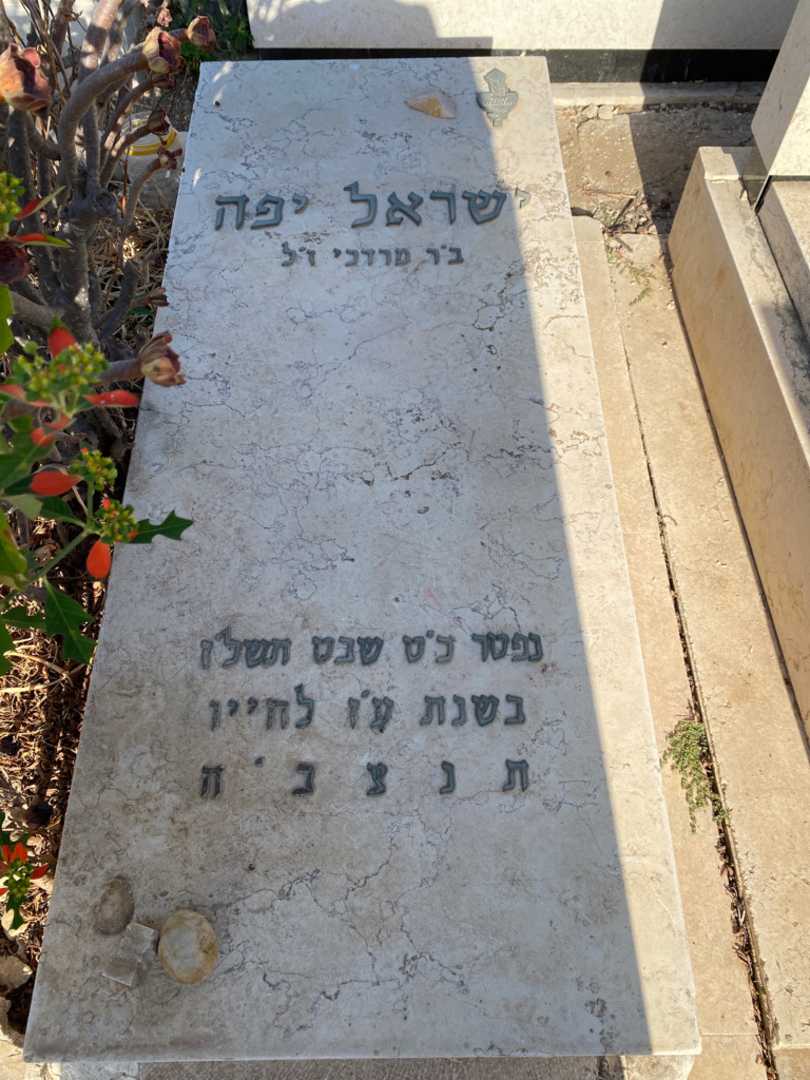 ישראל יפה
ב"ר מרדכי ז"ל
נפטר כ"ט שבט תשל"ז
בשנת ע"ז לחייו
ת נ צ ב " ה